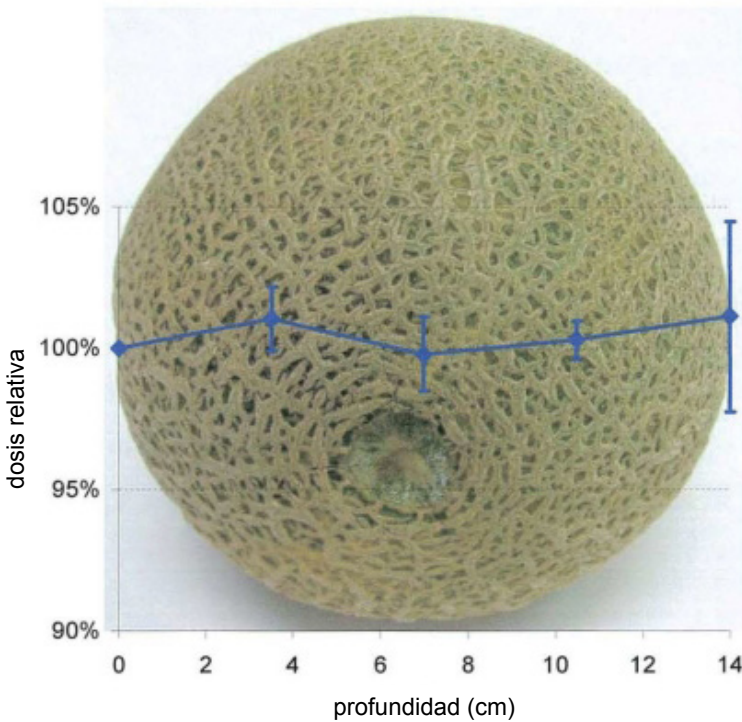 105%
100%
95%
90%
dosis relativa
0 2 4 6 8 10 12 14
profundidad (cm)